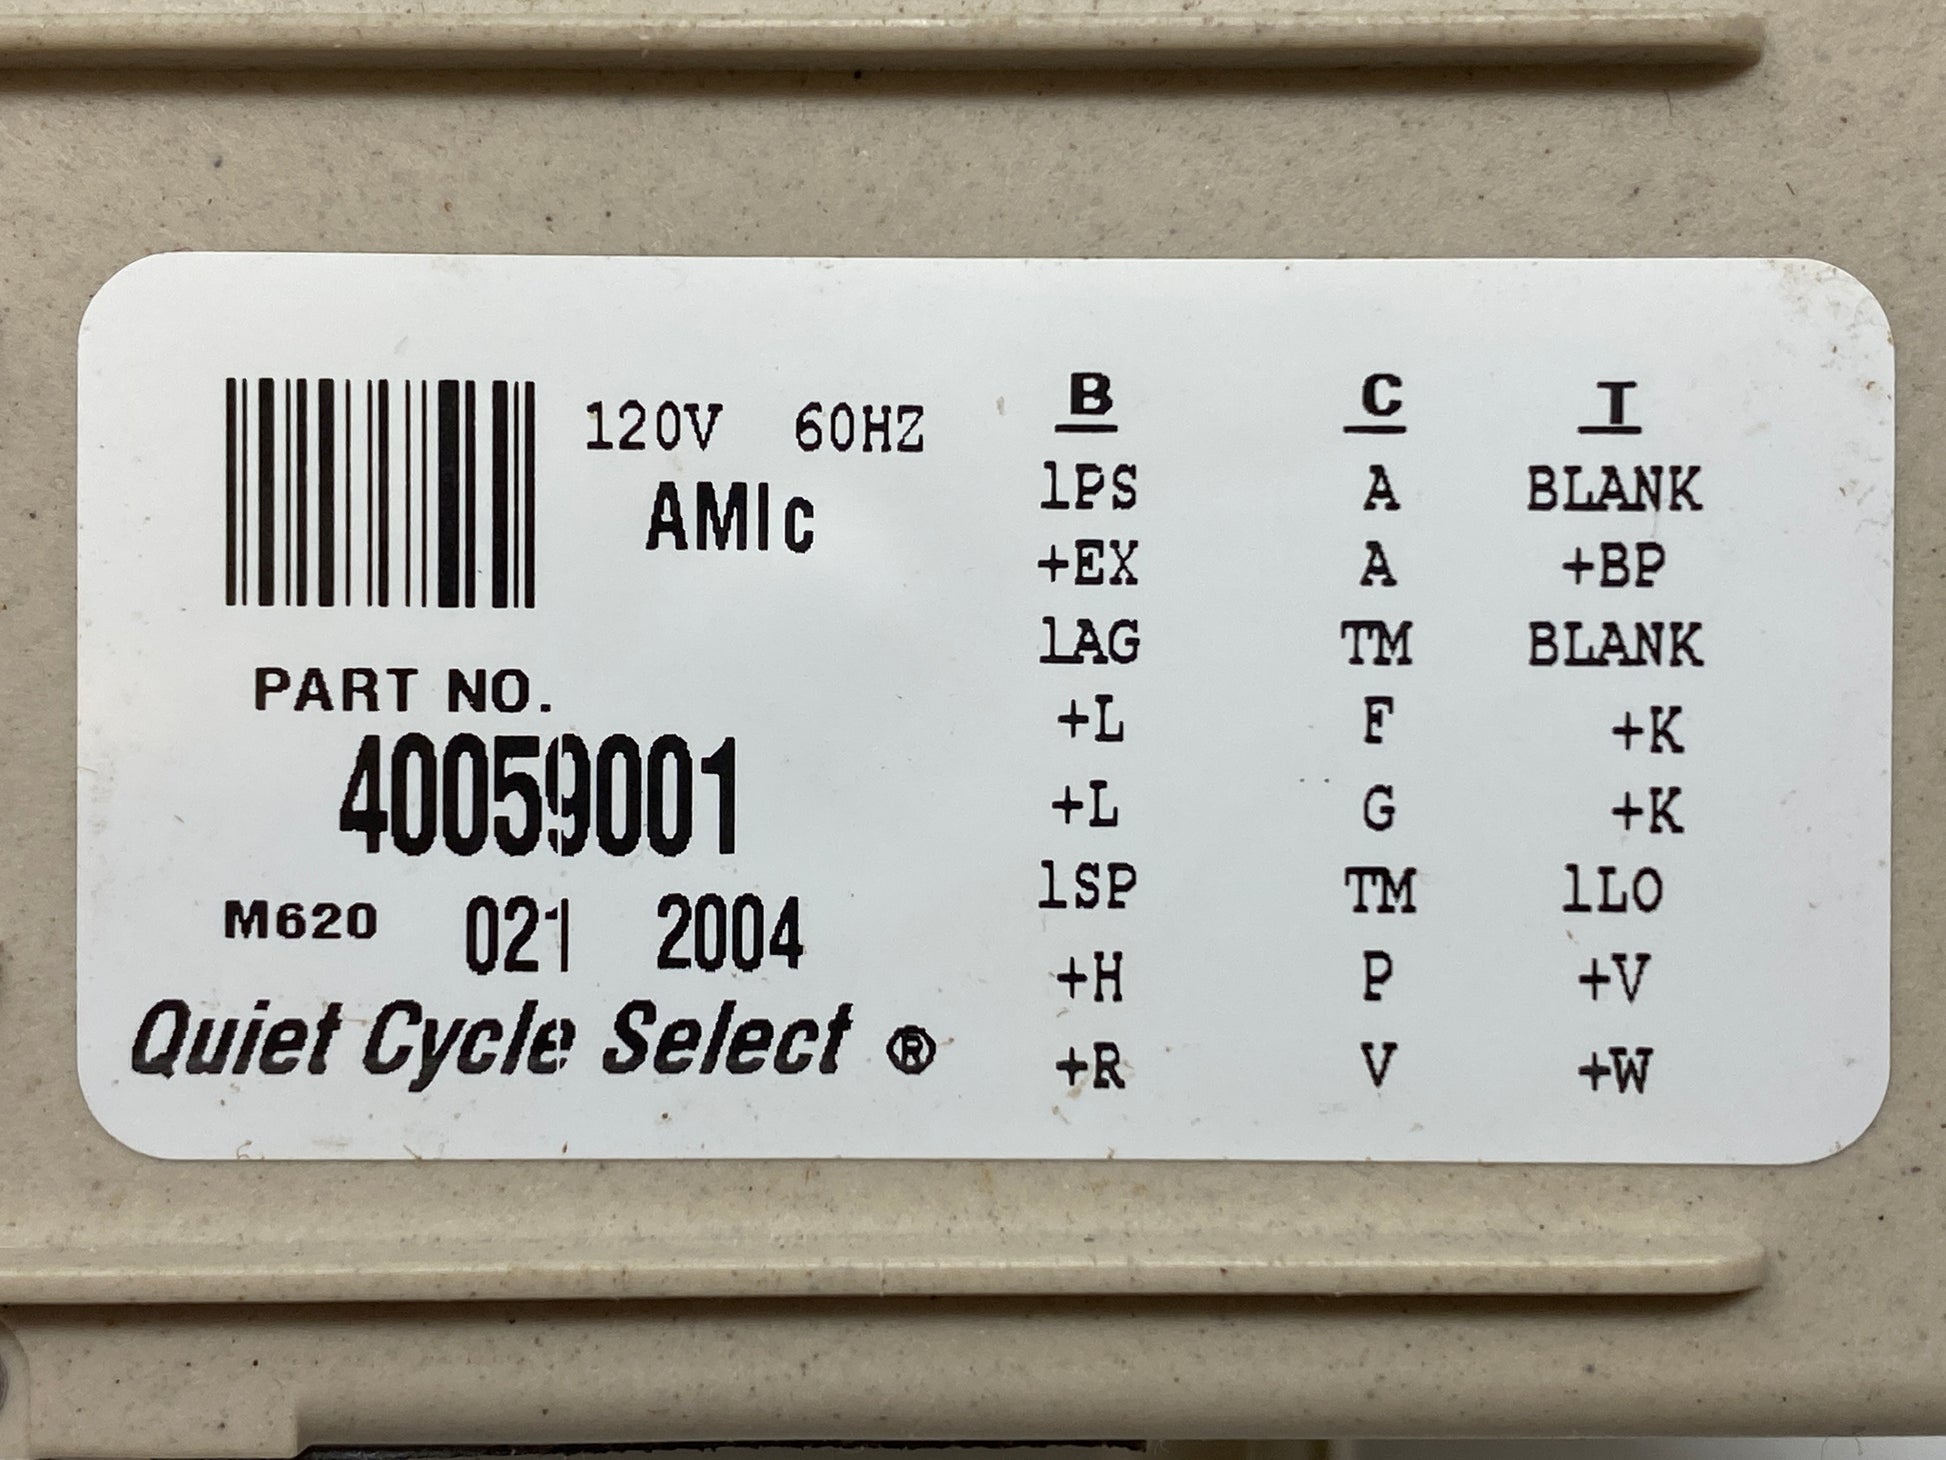 120V 60HZ
AMIc
PART NO.
40059001
M620 021 2004
Quiet Cycle Select ®
B C T
1PS A BLANK
+EX A +BP
1AG TM BLANK
+L F +K
+L G +K
1SP TM 1LO
+H P +V
+R V +W